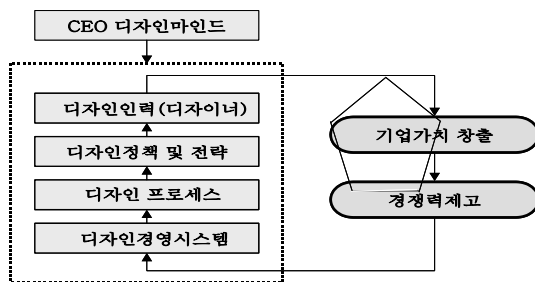 CEO 디자인마인드
디자인인력(디자이너)
디자인정책 및 전략
디자인 프로세스
디자인경영시스템
기업가치 창출
경쟁력제고